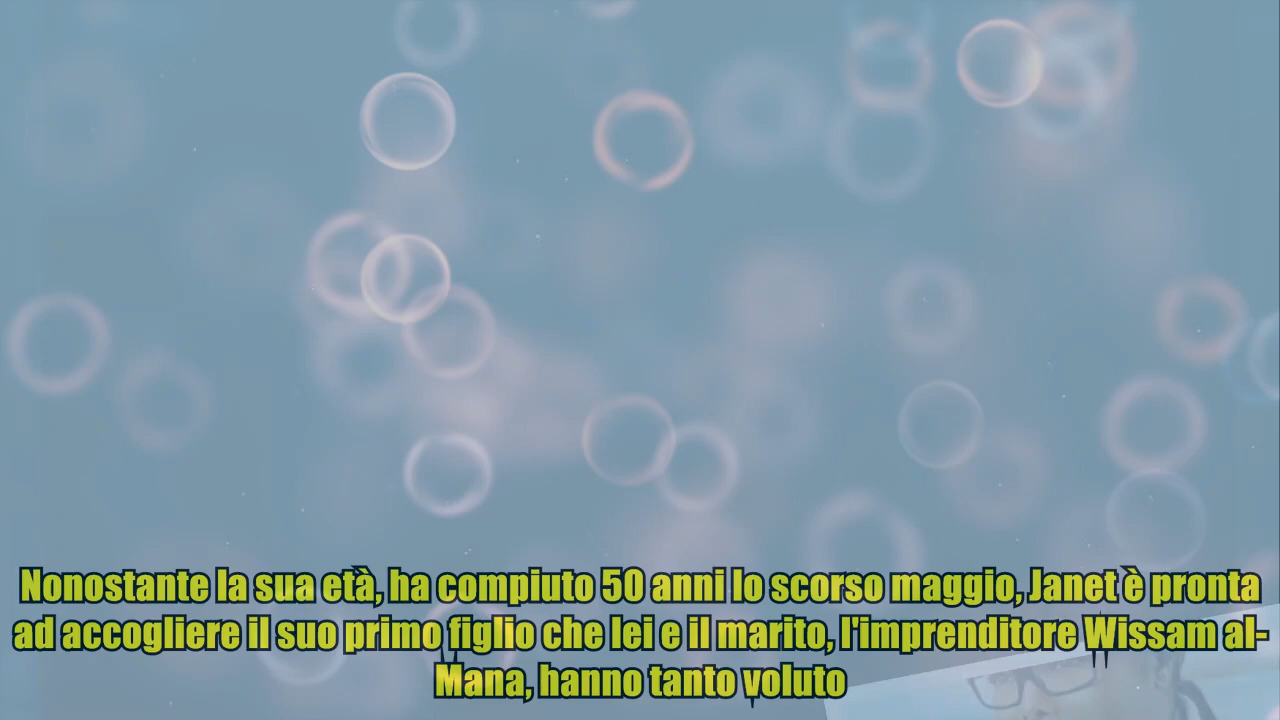 Nonostante la sua età, ha compiuto 50 anni lo scorso maggio, Janet è pronta
ad accogliere il suo primo figlio che lei e il marito, l'imprenditore Wissam al-
Mana, hanno tanto voluto